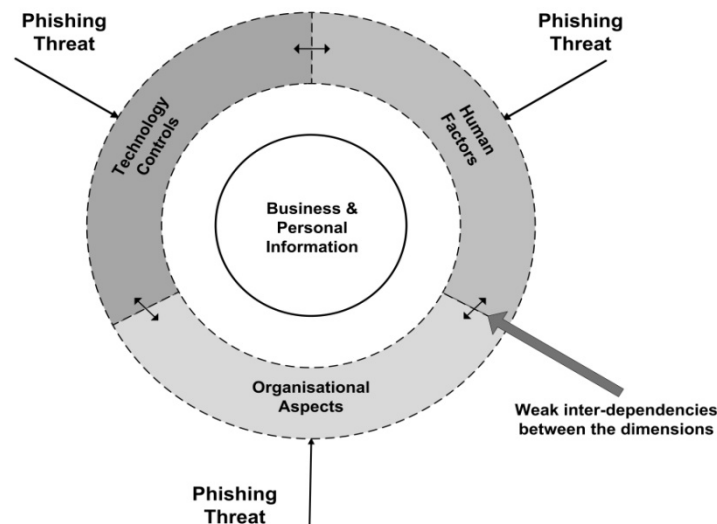 Phishing
Threat
Phishing
Threat
Technology
Controls
Human
Factors
Business &
Personal
Information
Organisational
Aspects
Weak inter-dependencies
between the dimensions
Phishing
Threat